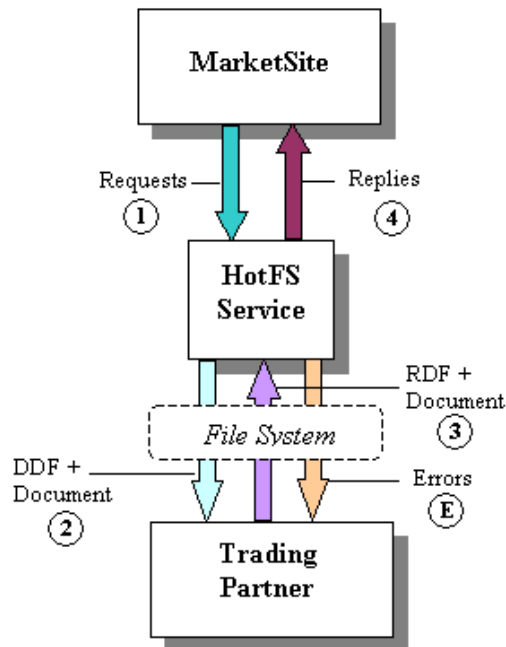 MarketSite
Requests
1
Replies
4
HotFS
Service
RDF +
Document
3
File System
DDF +
Document
2
Errors
E
Trading
Partner